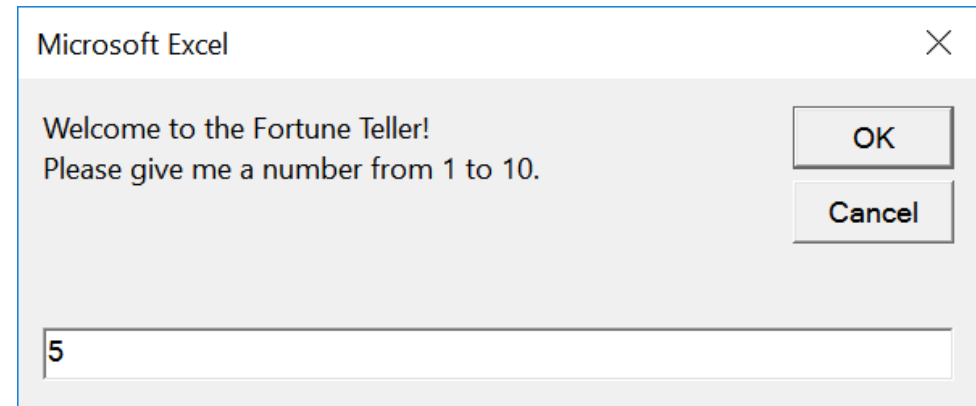 Microsoft Excel
Welcome to the Fortune Teller!
Please give me a number from 1 to 10.
OK
Cancel
5